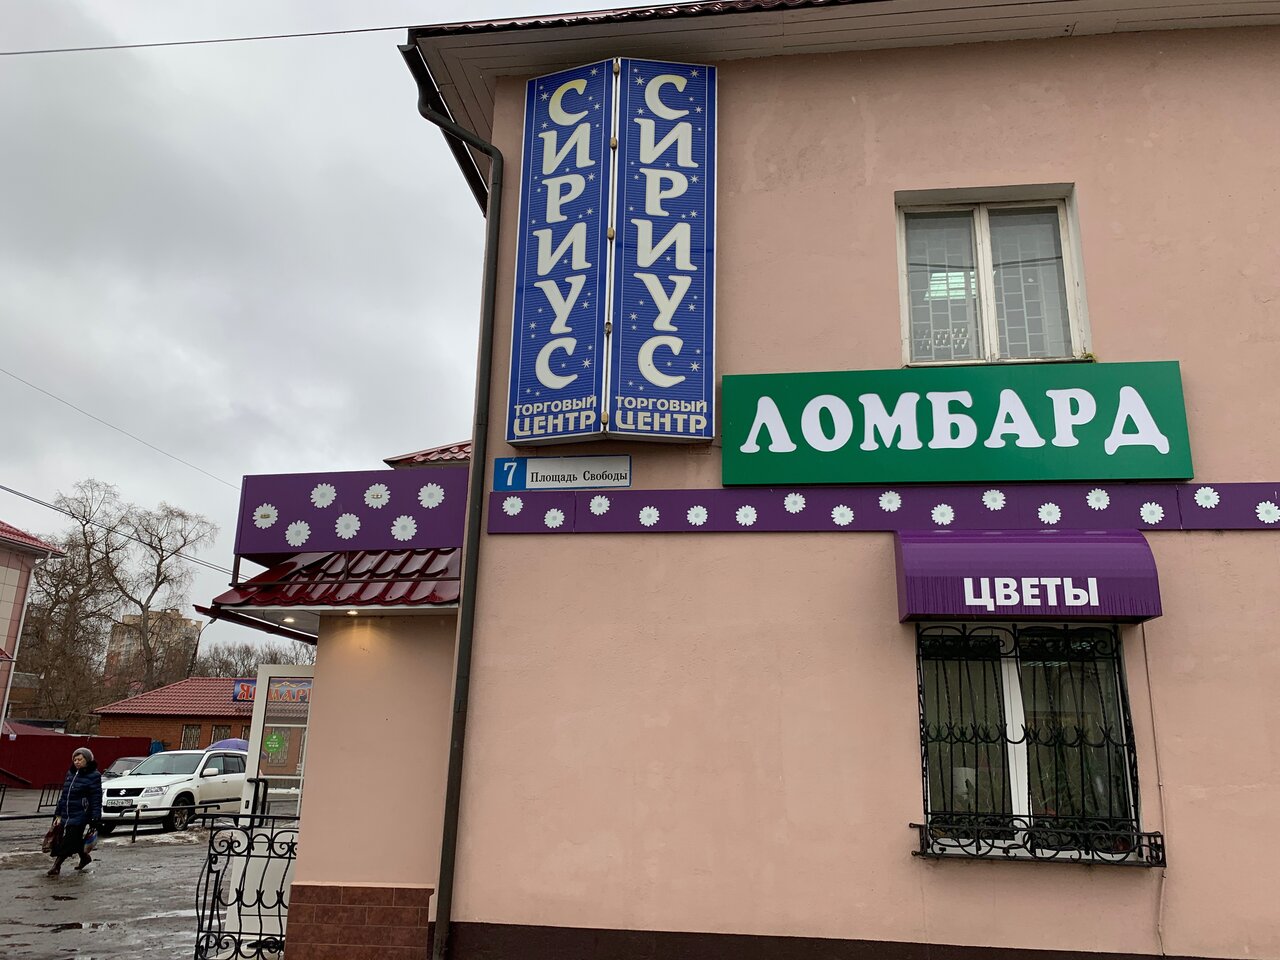 СИРИУС
ТОРГОВЫЙ
ЦЕНТР
СИРИУС
ТОРГОВЫЙ
ЦЕНТР
7 Площадь Свободы
ЛОМБАРД
ЦВЕТЫ